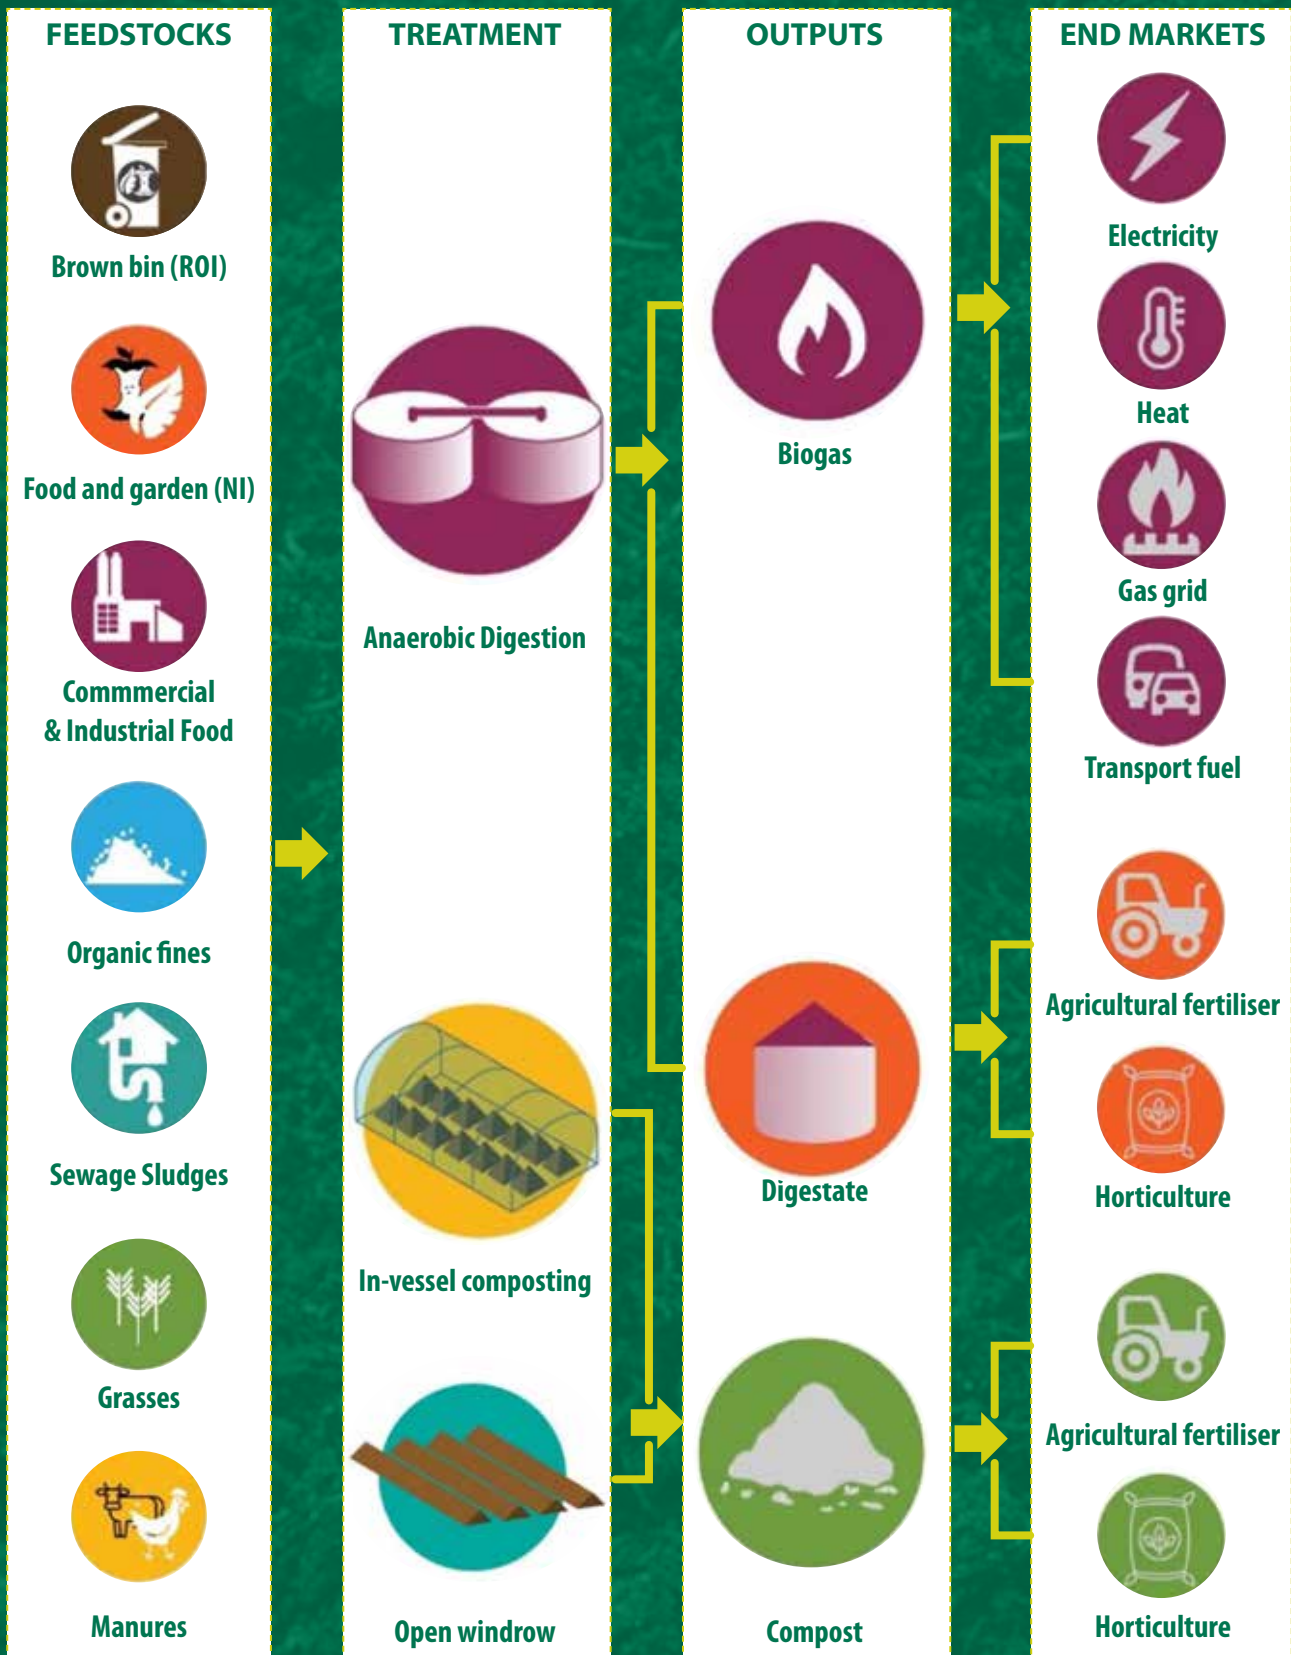 FEEDSTOCKS
Brown bin (ROI)
Food and garden (NI)
Commmercial
& Industrial Food
Organic fines
Sewage Sludges
Grasses
Manures
TREATMENT
Anaerobic Digestion
In-vessel composting
Open windrow
OUTPUTS
Biogas
Digestate
Compost
END MARKETS
Electricity
Heat
Gas grid
Transport fuel
Agricultural fertiliser
Horticulture
Agricultural fertiliser
Horticulture